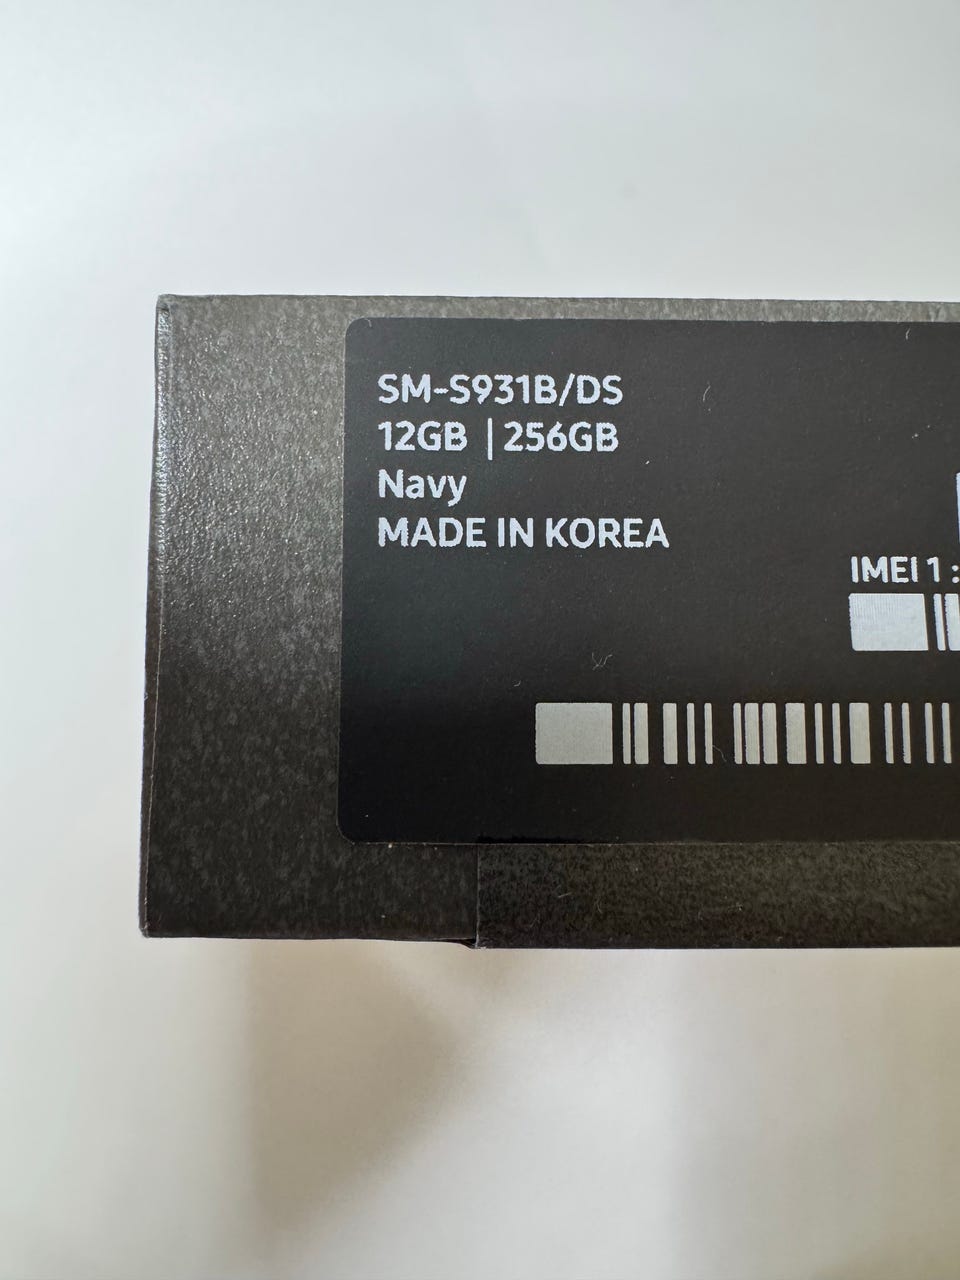 SM-S931B/DS
12GB | 256GB
Navy
MADE IN KOREA
IMEI 1 :